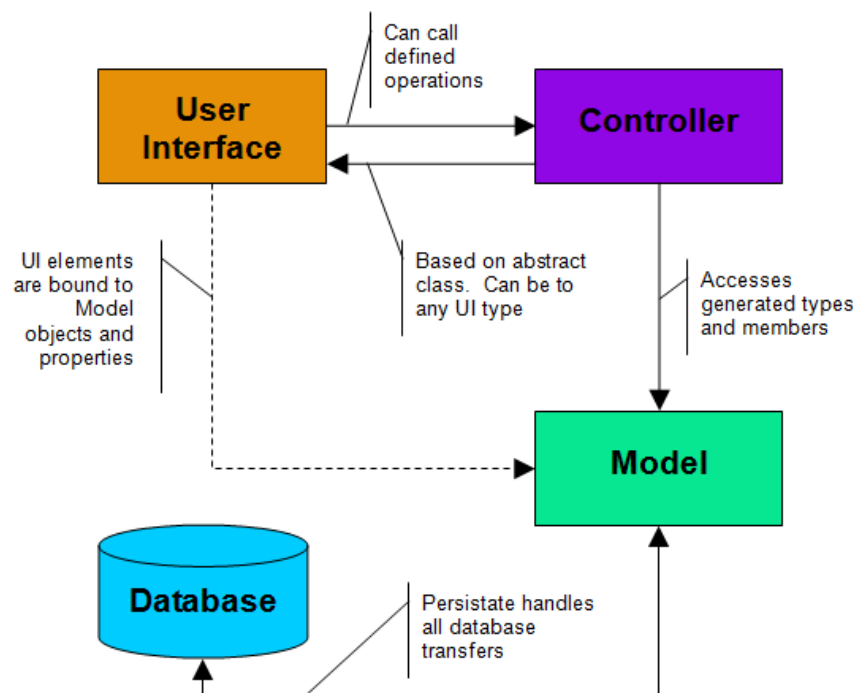 Can call
defined
operations
User
Interface
Controller
UI elements
are bound to
Model
objects and
properties
Based on abstract
class.  Can be to
any UI type
Accesses
generated types
and members
Model
Database
Persistate handles
all database
transfers